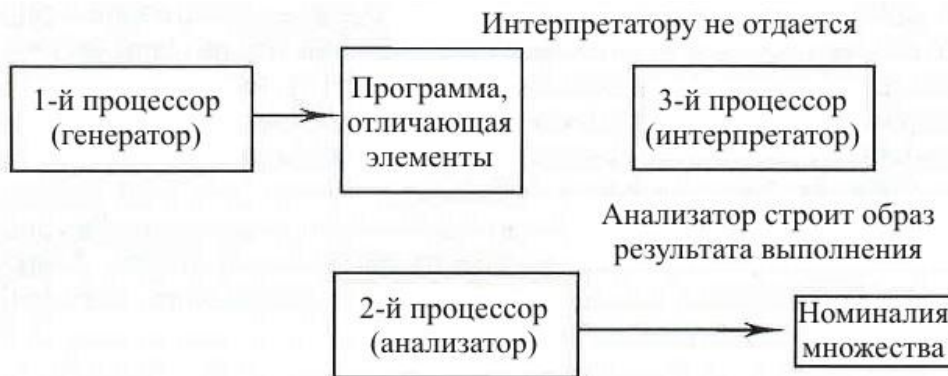 Интерпретатору не отдается
1-й процессор
(генератор)
Программа,
отличающая
элементы
3-й процессор
(интерпретатор)
Анализатор строит образ
результата выполнения
2-й процессор
(анализатор)
Номиналия
множества